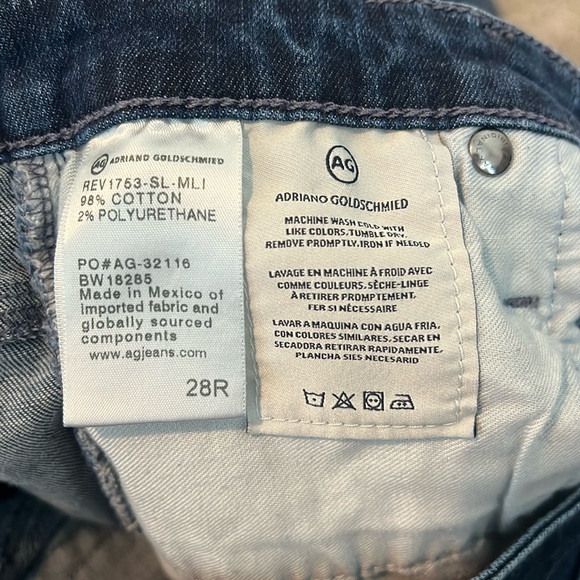 AG ADRIANO GOLDSCHMIED
REV1753-SL-MLI
98% COTTON
2% POLYURETHANE
PO#AG-32116
BW18285
Made in Mexico of
imported fabric and
globally sourced
components
www.agjeans.com
28R
AG
ADRIANO GOLDSCHMIED
MACHINE WASH COLD WITH
LIKE COLORS, TUMBLE DRY,
REMOVE PROMPTLY, IRON IF NEEDED
LAVAGE EN MACHINE À FROID AVEC
COMME COULEURS. SÈCHE-LINGE
À RETIRER PROMPTEMENT.
FER SI NÉCESSAIRE
LAVAR A MAQUINA CON AGUA FRIA,
CON COLORES SIMILARES, SECAR EN
SECADORA RETIRAR RAPIDAMENTE,
PLANCHA SIES NECESARIO